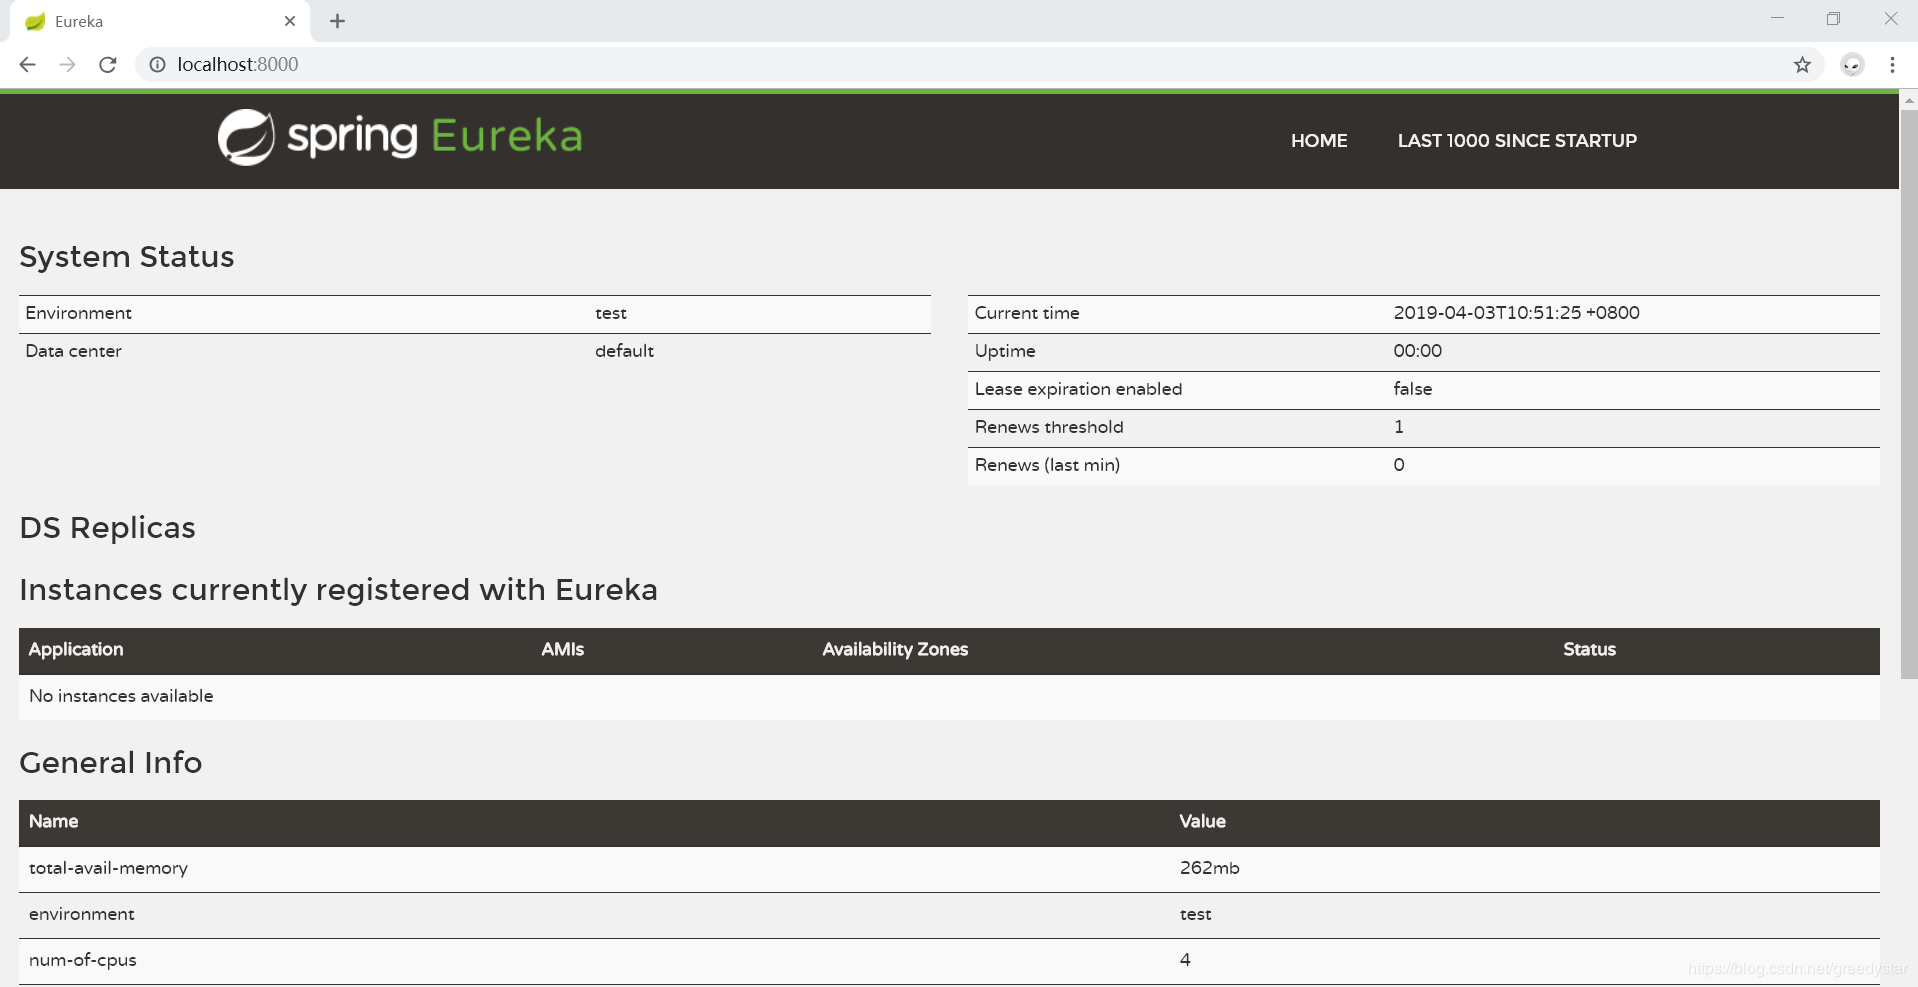 Eureka
localhost:8000
spring Eureka
HOME LAST 1000 SINCE STARTUP
System Status
Environment test
Data center default
Current time 2019-04-03T10:51:25 +0800
Uptime 00:00
Lease expiration enabled false
Renews threshold 1
Renews (last min) 0
DS Replicas
Instances currently registered with Eureka
Application AMIs Availability Zones Status
No instances available
General Info
Name Value
total-avail-memory 262mb
environment test
num-of-cpus 4
https://blog.csdn.net/greedystar